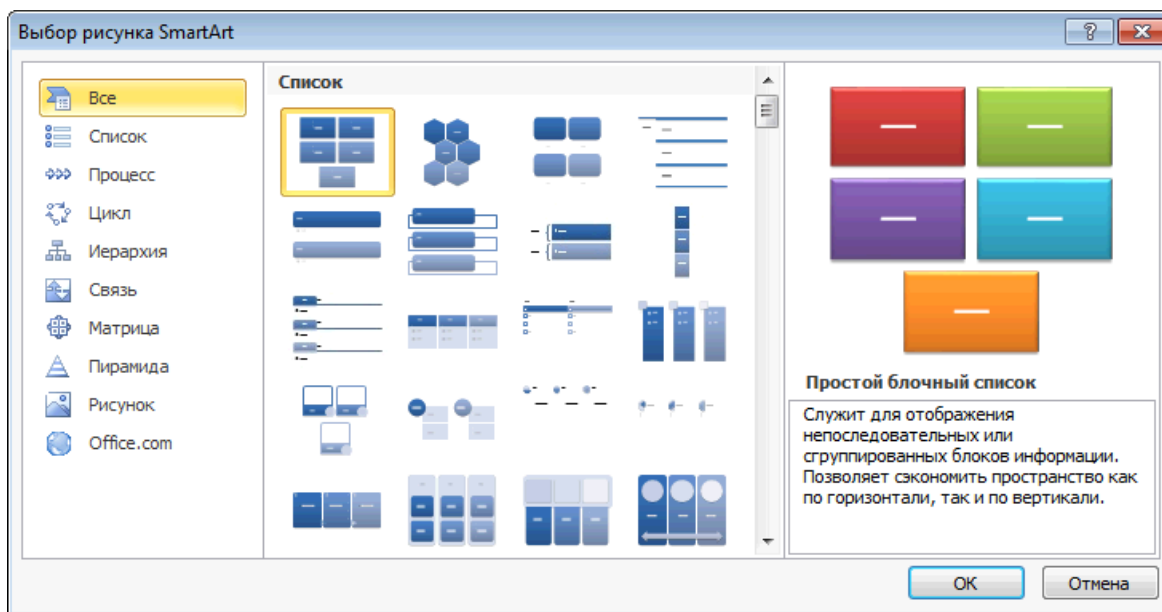 Выбор рисунка SmartArt
Все
Список
Процесс
Цикл
Иерархия
Связь
Матрица
Пирамида
Рисунок
Office.com
Список
Простой блочный список
Служит для отображения
непоследовательных или
сгруппированных блоков информации.
Позволяет сэкономить пространство как
по горизонтали, так и по вертикали.
ОК
Отмена